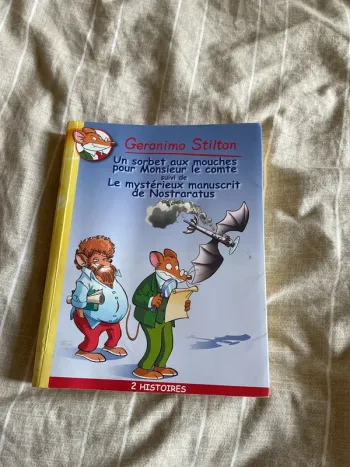 Geronimo Stilton
Un sorbet aux mouches
pour Monsieur le comte
suivi de
Le mystérieux manuscrit
de Nostraratus
2 HISTOIRES